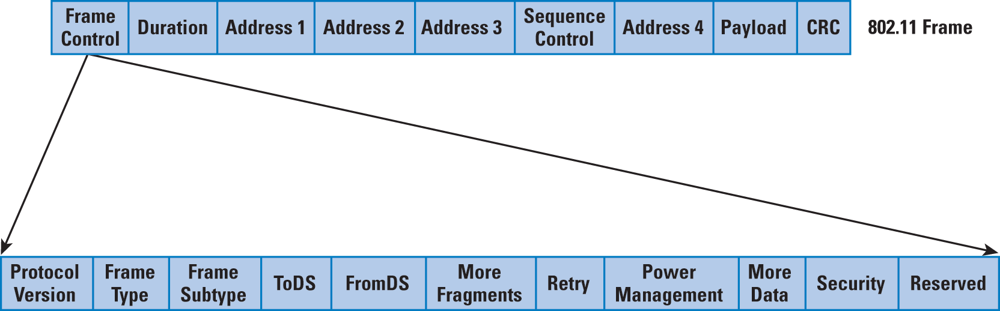 Frame Control Duration Address 1 Address 2 Address 3 Sequence Control Address 4 Payload CRC 802.11 Frame
Protocol Version Frame Type Frame Subtype ToDS FromDS More Fragments Retry Power Management More Data Security Reserved